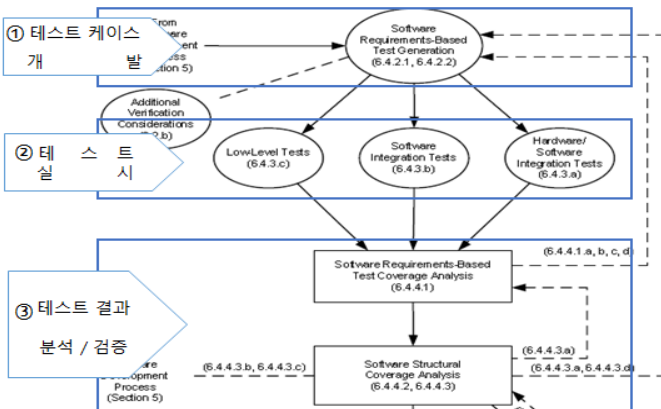 ① 테스트 케이스
개 발
From
Software
Requirements-Based
Test Generation
(6.4.2.1, 6.4.2.2)
Additional
Verification
Considerations
② 테 스 트
실 시
Low-Level Tests
(6.4.3.c)
Software
Integration Tests
(6.4.3.b)
Hardware/
Software
Integration Tests
(6.4.3.a)
(6.4.4.1.a, b, c, d)
Software Requirements-Based
Test Coverage Analysis
(6.4.4.1)
③ 테스트 결과
분석 / 검증
(6.4.4.3.a)
(6.4.4.3.b, 6.4.4.3.c)
(6.4.4.3.a, 6.4.4.3.d)
Software Structural
Coverage Analysis
(6.4.4.2, 6.4.4.3)
Process
(Section 5)